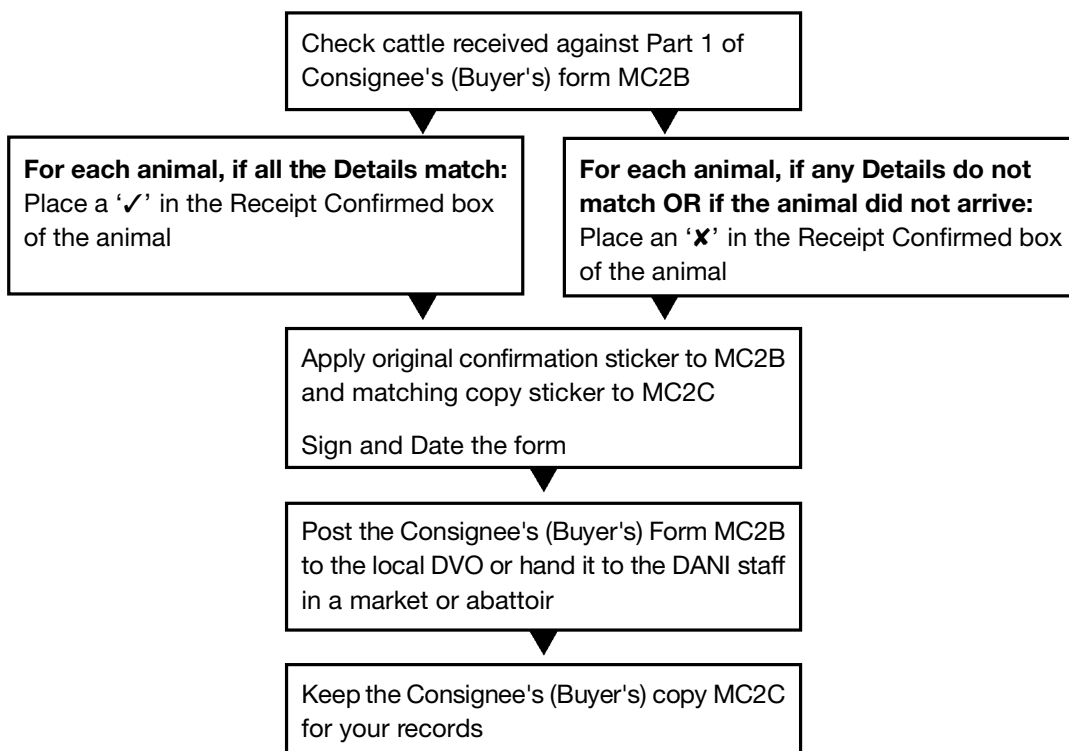 Check cattle received against Part 1 of
Consignee's (Buyer's) form MC2B
For each animal, if all the Details match:
Place a ‘✓’ in the Receipt Confirmed box
of the animal
For each animal, if any Details do not
match OR if the animal did not arrive:
Place an ‘✘’ in the Receipt Confirmed box
of the animal
Apply original confirmation sticker to MC2B
and matching copy sticker to MC2C
Sign and Date the form
Post the Consignee's (Buyer's) Form MC2B
to the local DVO or hand it to the DANI staff
in a market or abattoir
Keep the Consignee's (Buyer's) copy MC2C
for your records